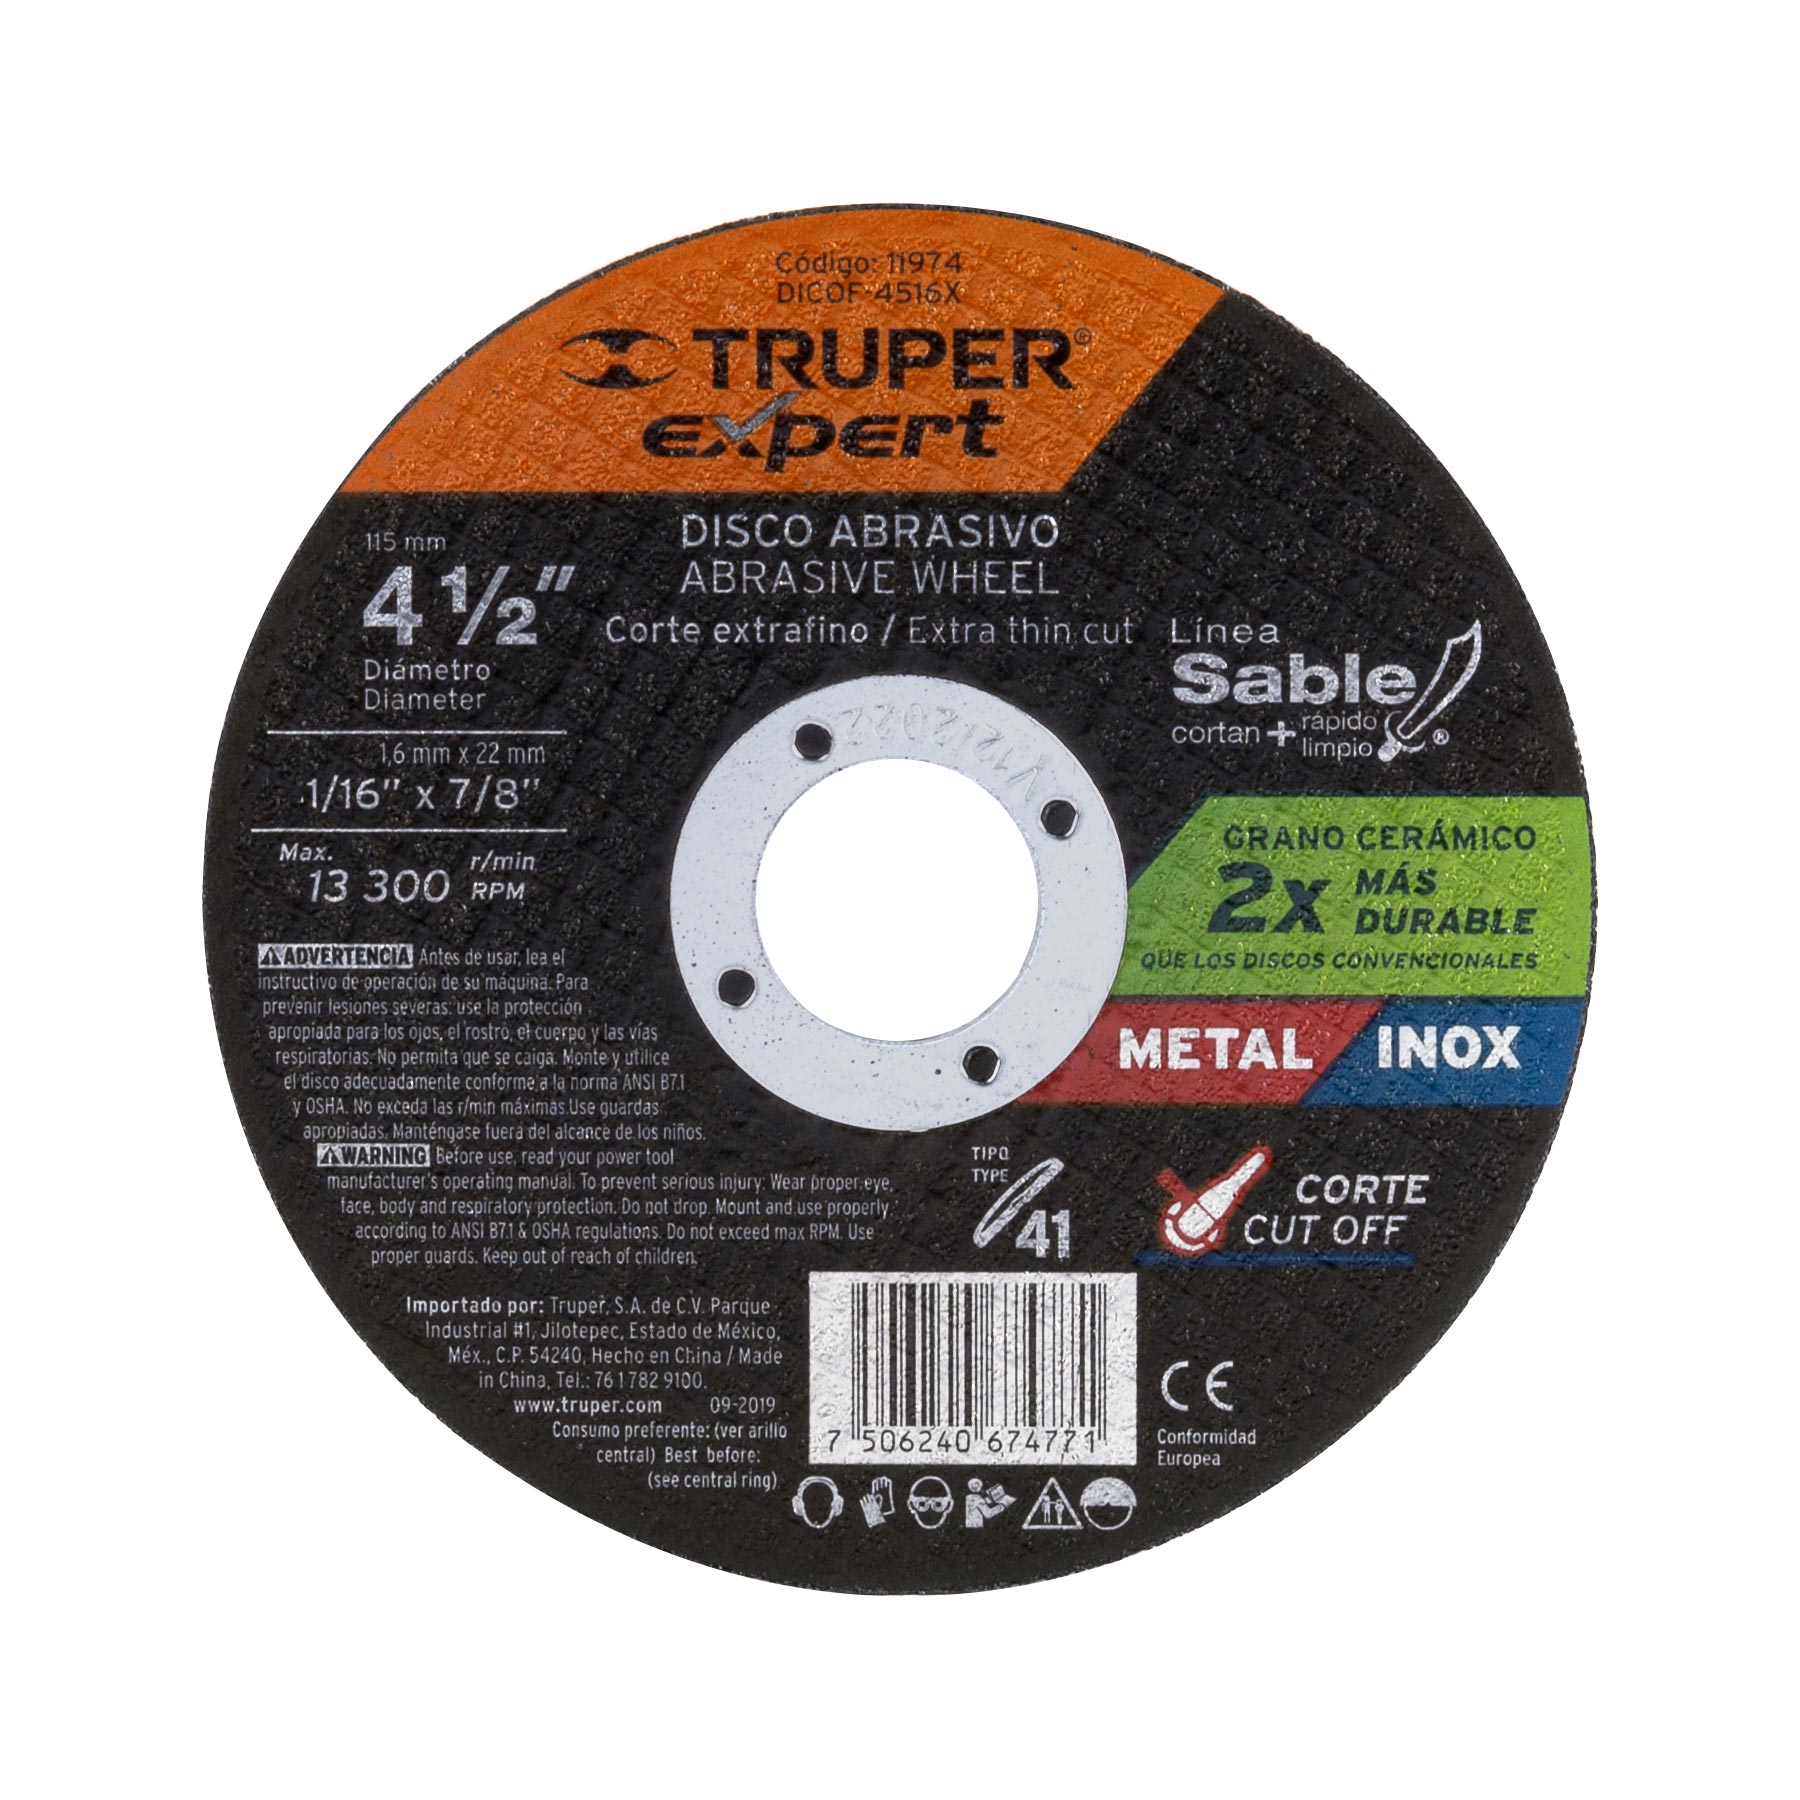 Código: 11974
DICOF-4516X
TRUPER®
expert
DISCO ABRASIVO
ABRASIVE WHEEL
Corte extrafino / Extra thin cut
115 mm
4 1/2"
Diámetro
Diameter
1,6 mm x 22 mm
1/16" x 7/8"
Max. 13 300 r/min RPM
Línea
Sable
cortan + rápido limpio ®
V12/2022
GRANO CERÁMICO
2x MÁS DURABLE
QUE LOS DISCOS CONVENCIONALES
METAL INOX
ADVERTENCIA Antes de usar, lea el
instructivo de operación de su máquina. Para
prevenir lesiones severas: use la protección
apropiada para los ojos, el rostro, el cuerpo y las vías
respiratorias. No permita que se caiga. Monte y utilice
el disco adecuadamente conforme a la norma ANSI B7.1
y OSHA. No exceda las r/min máximas. Use guardas
apropiadas. Manténgase fuera del alcance de los niños.
WARNING Before use, read your power tool
manufacturer's operating manual. To prevent serious injury: Wear proper eye,
face, body and respiratory protection. Do not drop. Mount and use properly
according to ANSI B7.1 & OSHA regulations. Do not exceed max RPM. Use
proper guards. Keep out of reach of children.
TIPO
TYPE
41
CORTE
CUT OFF
Importado por: Truper, S.A. de C.V. Parque
Industrial #1, Jilotepec, Estado de México,
Méx., C.P. 54240, Hecho en China / Made
in China, Tel.: 761 782 9100.
www.truper.com 09-2019
Consumo preferente: (ver arillo
central) Best before:
(see central ring)
7 506240 674771
CE
Conformidad
Europea